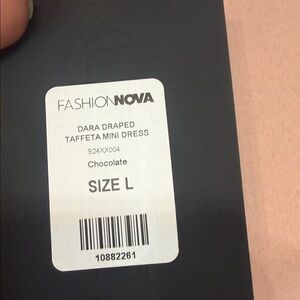 FASHIONNOVA
DARA DRAPED
TAFFETA MINI DRESS
S24XX004
Chocolate
SIZE L
10882261